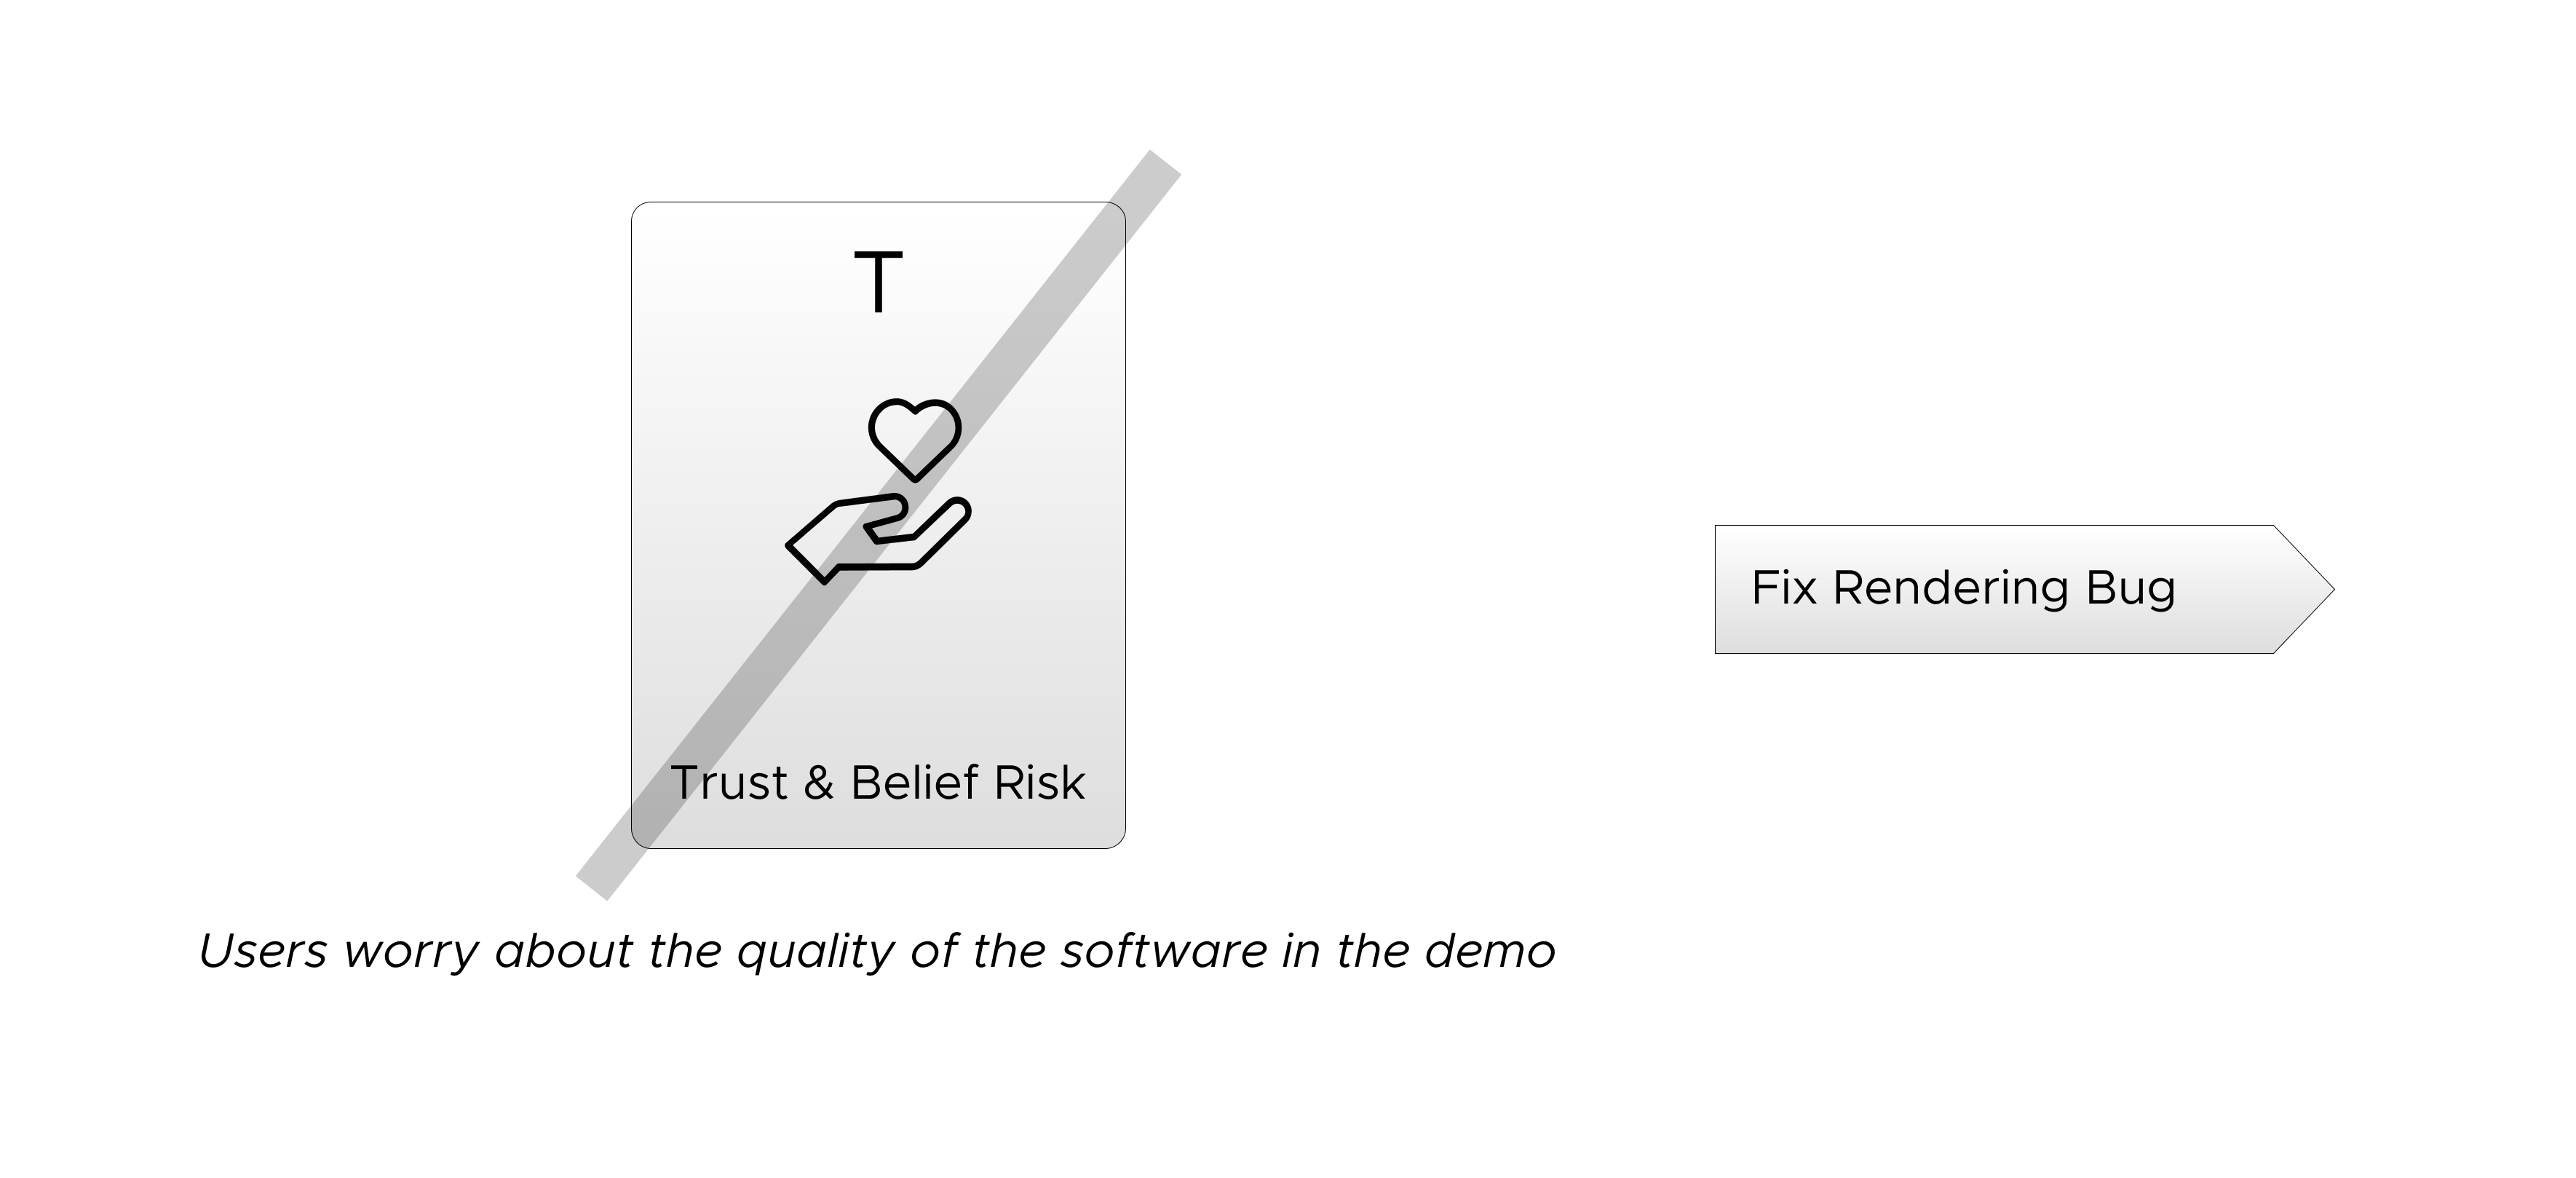 T
Trust & Belief Risk
Users worry about the quality of the software in the demo
Fix Rendering Bug